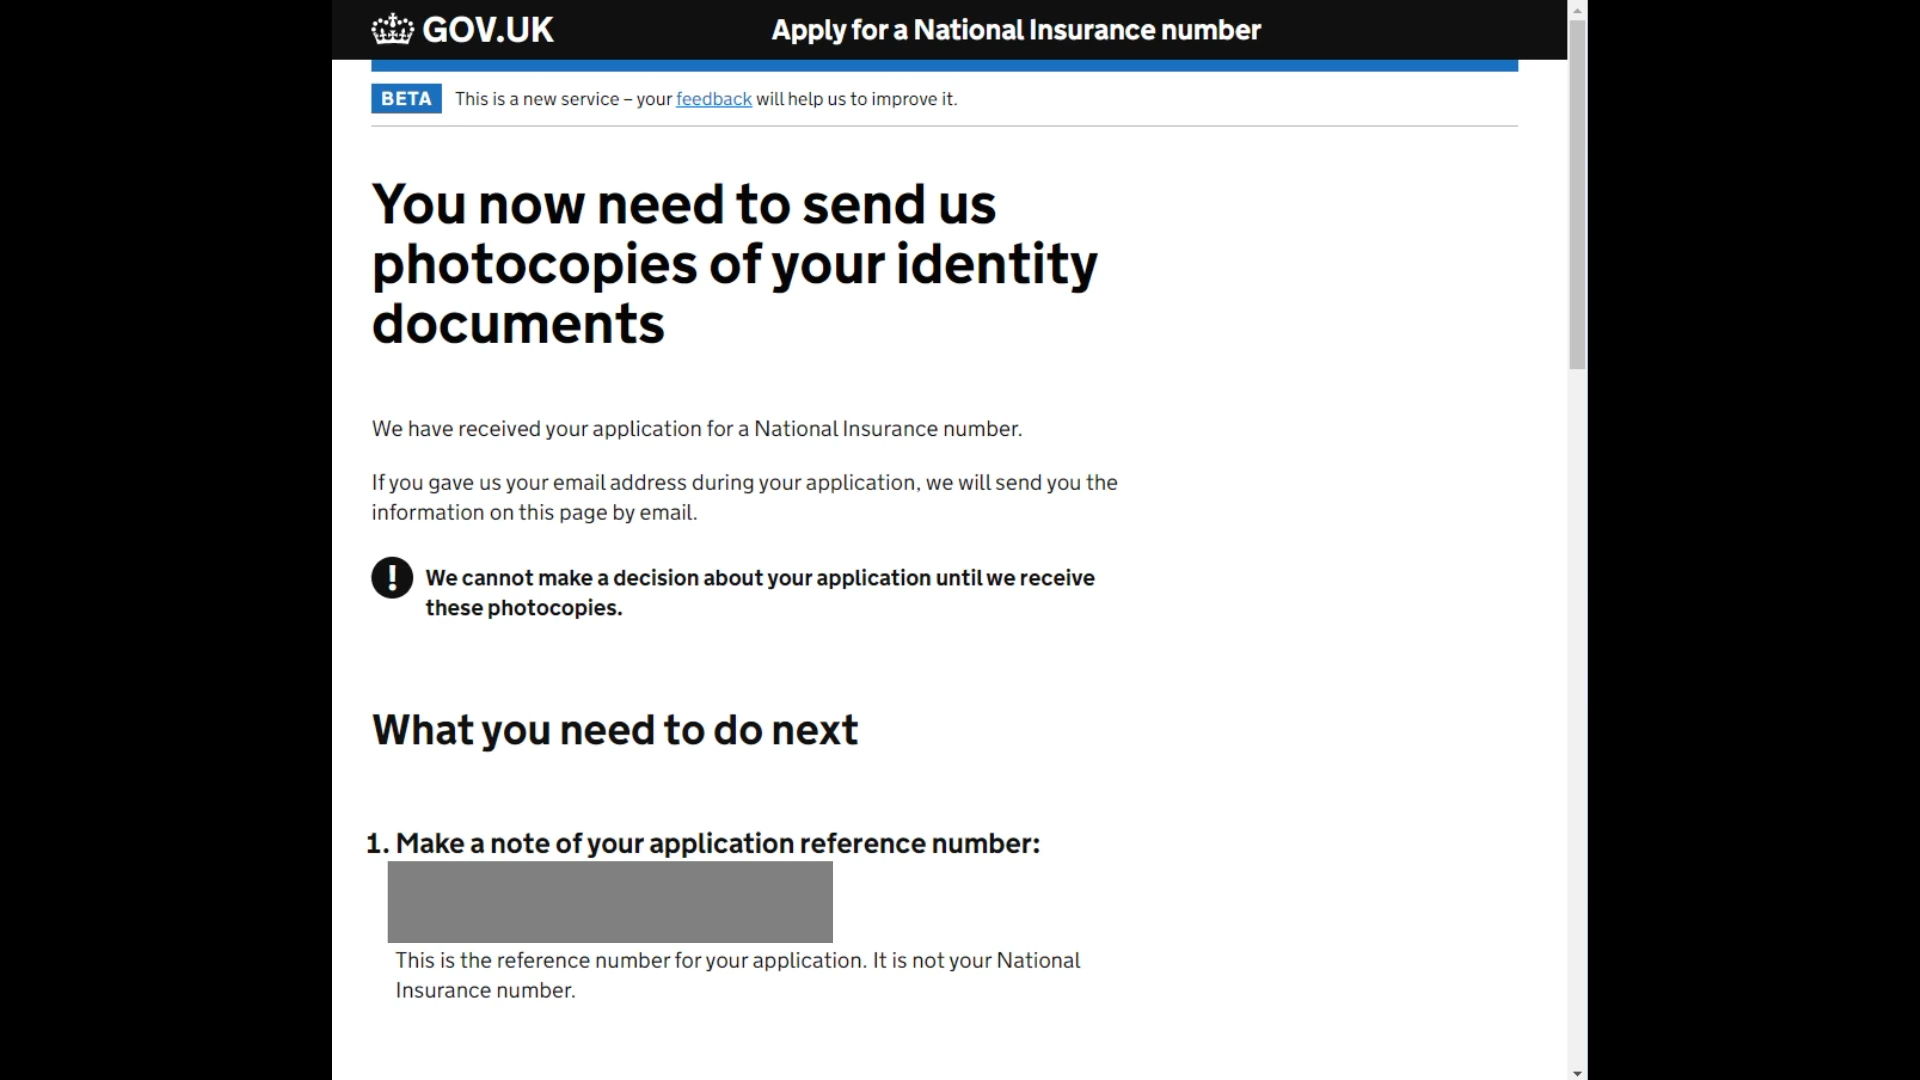 GOV.UK
Apply for a National Insurance number
BETA
This is a new service – your feedback will help us to improve it.
You now need to send us
photocopies of your identity
documents
We have received your application for a National Insurance number.
If you gave us your email address during your application, we will send you the
information on this page by email.
! We cannot make a decision about your application until we receive
these photocopies.
What you need to do next
1. Make a note of your application reference number:
This is the reference number for your application. It is not your National
Insurance number.